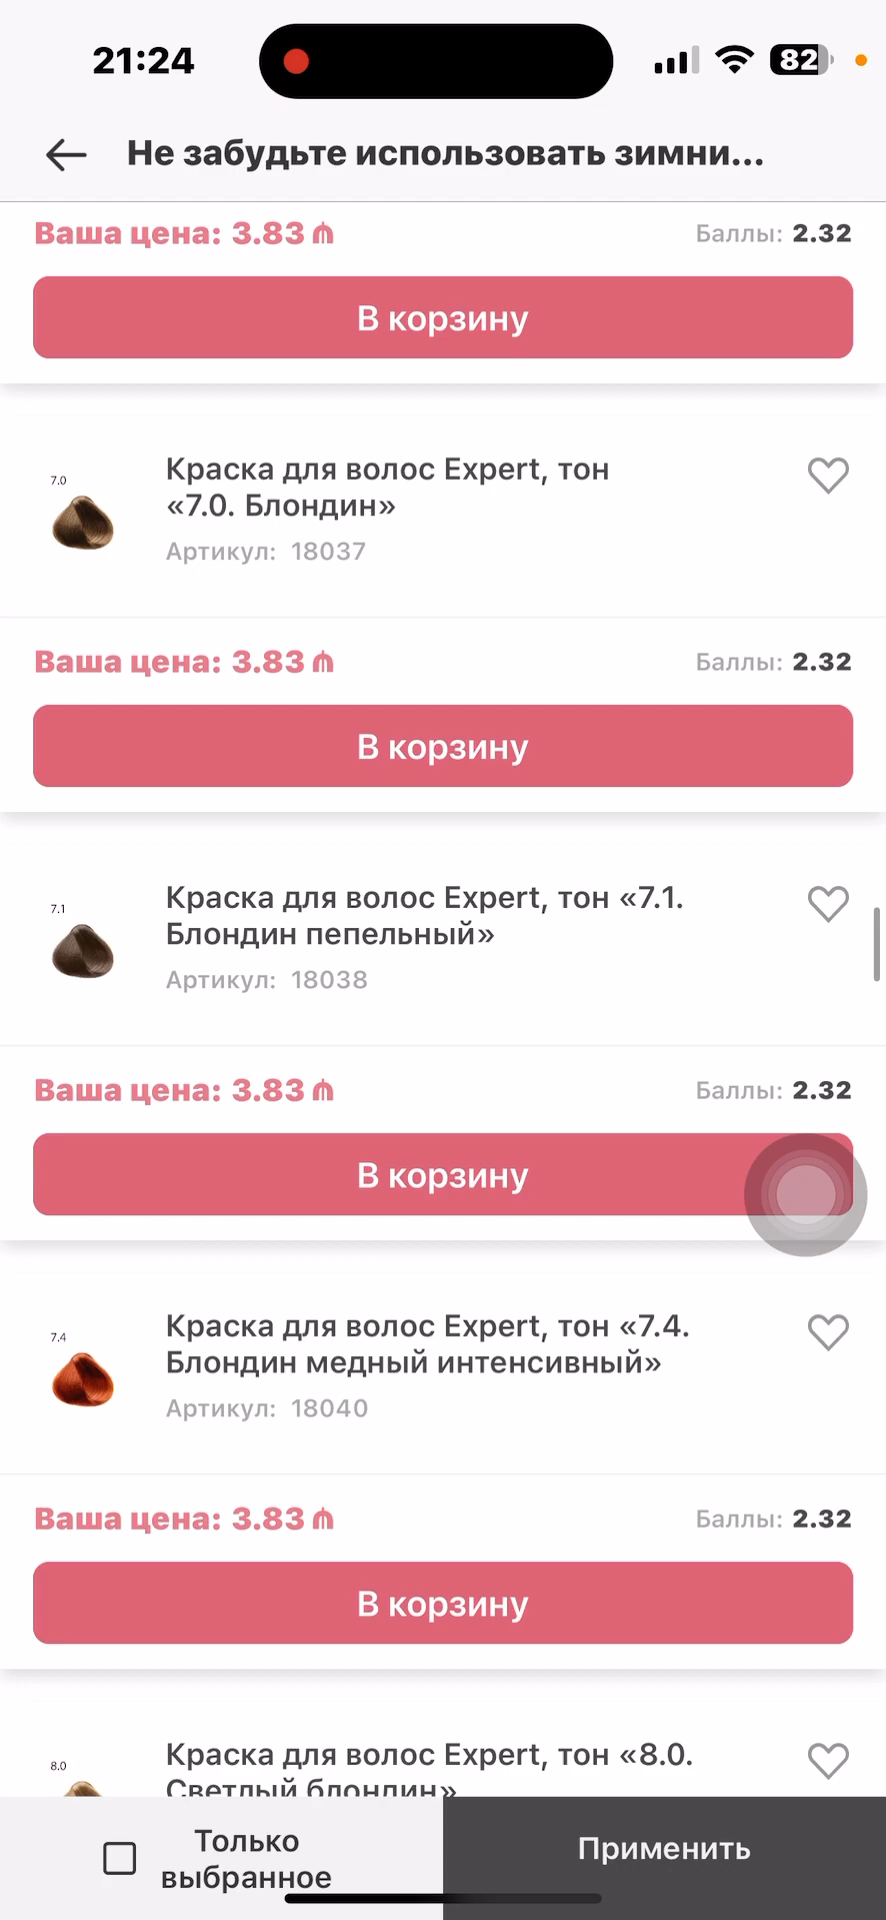 21:24
82
Не забудьте использовать зимни...
Ваша цена: 3.83 ₼
Баллы: 2.32
В корзину
7.0
Краска для волос Expert, тон
«7.0. Блондин»
Артикул: 18037
Ваша цена: 3.83 ₼
Баллы: 2.32
В корзину
7.1
Краска для волос Expert, тон «7.1.
Блондин пепельный»
Артикул: 18038
Ваша цена: 3.83 ₼
Баллы: 2.32
В корзину
7.4
Краска для волос Expert, тон «7.4.
Блондин медный интенсивный»
Артикул: 18040
Ваша цена: 3.83 ₼
Баллы: 2.32
В корзину
8.0
Краска для волос Expert, тон «8.0.
Светлый блондин»
Только
выбранное
Применить